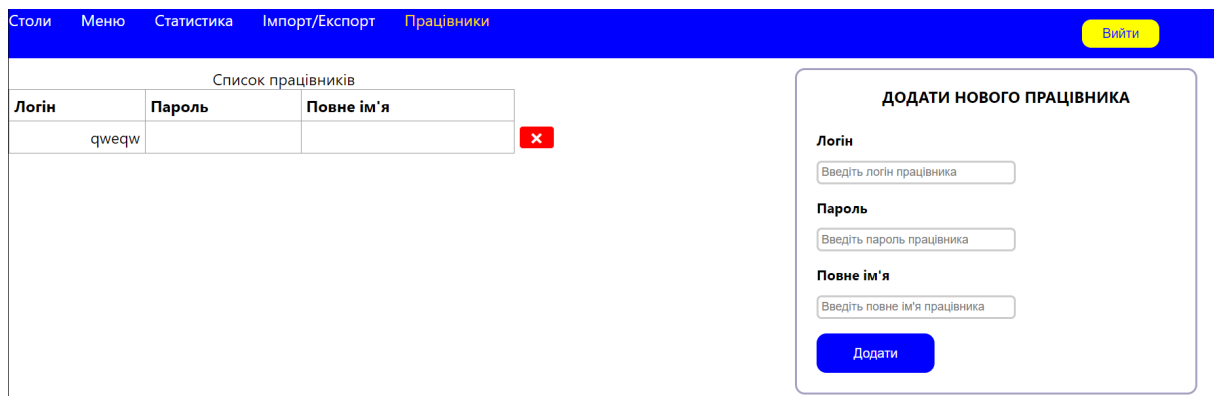 Столи Меню Статистика Імпорт/Експорт Працівники Вийти
Список працівників
Логін Пароль Повне ім'я
qweqw
ДОДАТИ НОВОГО ПРАЦІВНИКА
Логін
Введіть логін працівника
Пароль
Введіть пароль працівника
Повне ім'я
Введіть повне ім'я працівника
Додати